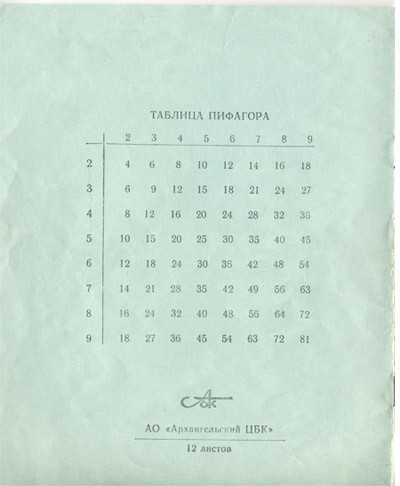 ТАБЛИЦА ПИФАГОРА
2 3 4 5 6 7 8 9
2 4 6 8 10 12 14 16 18
3 6 9 12 15 18 21 24 27
4 8 12 16 20 24 28 32 36
5 10 15 20 25 30 35 40 45
6 12 18 24 30 36 42 48 54
7 14 21 28 35 42 49 56 63
8 16 24 32 40 48 56 64 72
9 18 27 36 45 54 63 72 81
АО «Архангельский ЦБК»
12 листов